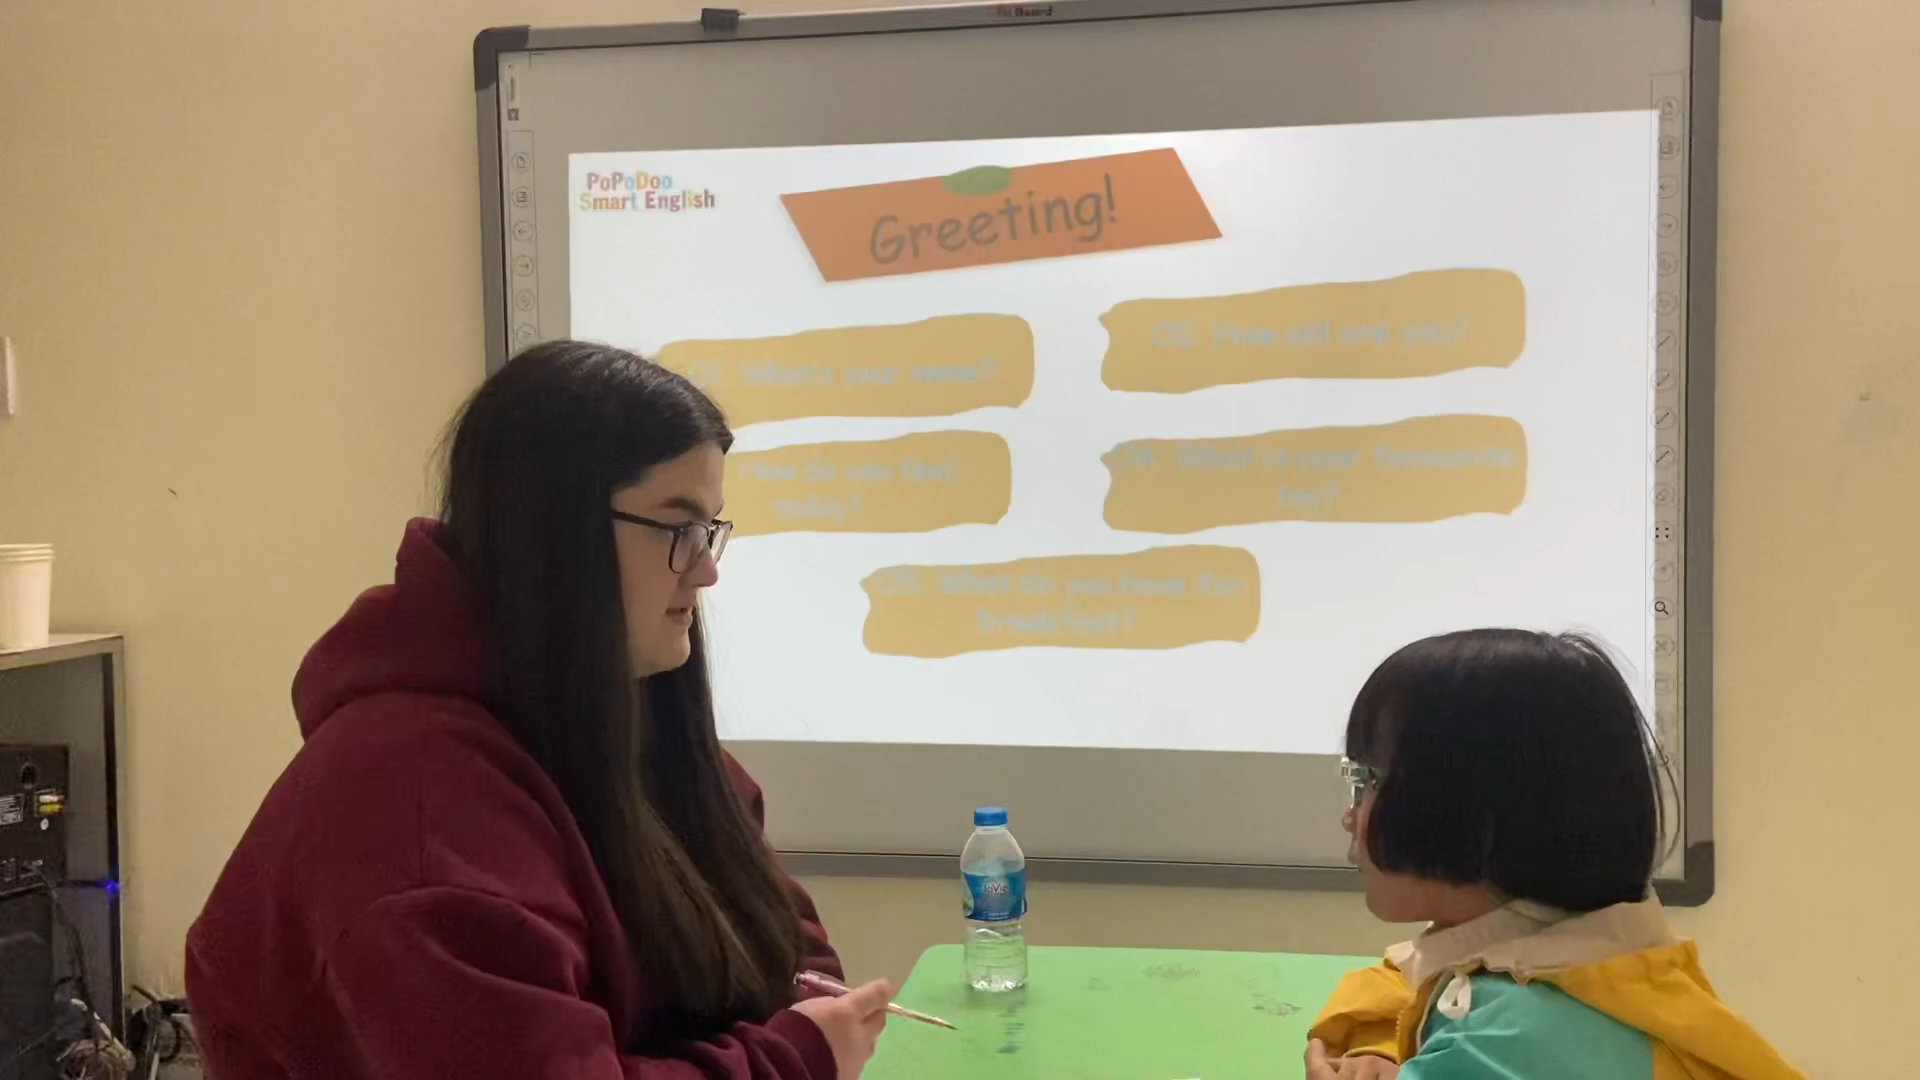 PoPoDoo
Smart English
Greeting!
What's your name?
Q2: How old are you?
How do you feel
today?
Q4: What is your favourite
toy?
Q5: What do you have for
breakfast?